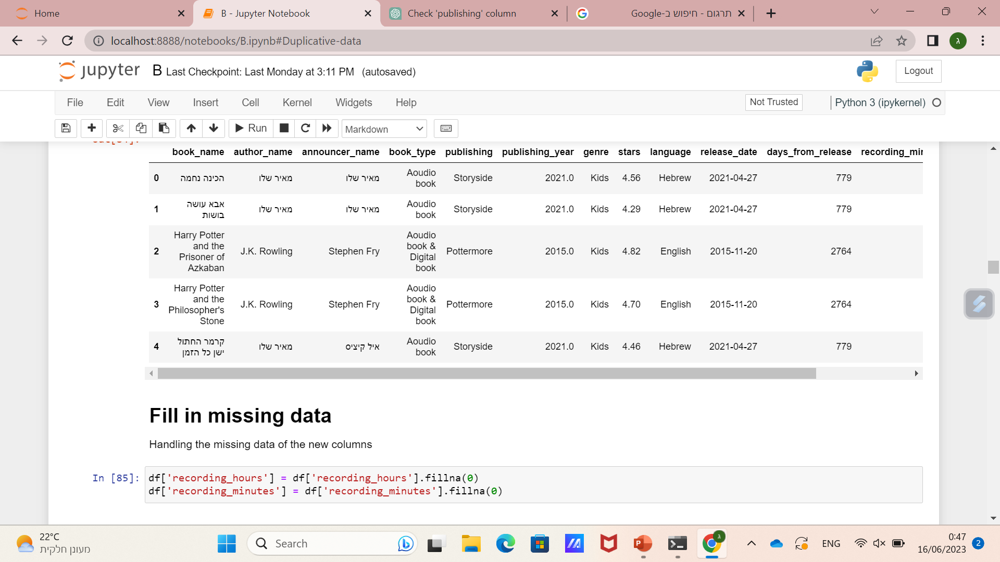 Home
B - Jupyter Notebook
Check 'publishing' column
תרגום - חיפוש ב-Google
localhost:8888/notebooks/B.ipynb#Duplicative-data
ג
jupyter B Last Checkpoint: Last Monday at 3:11 PM (autosaved)
Logout
File Edit View Insert Cell Kernel Widgets Help
Not Trusted
Python 3 (ipykernel)
Run
Markdown
book_name author_name announcer_name book_type publishing publishing_year genre stars language release_date days_from_release recording_mi
0 הכינה נחמה מאיר שלו מאיר שלו Aoudio book Storyside 2021.0 Kids 4.56 Hebrew 2021-04-27 779
1 אבא עושה בושות מאיר שלו מאיר שלו Aoudio book Storyside 2021.0 Kids 4.29 Hebrew 2021-04-27 779
2 Harry Potter and the Prisoner of Azkaban J.K. Rowling Stephen Fry Aoudio book & Digital book Pottermore 2015.0 Kids 4.82 English 2015-11-20 2764
3 Harry Potter and the Philosopher's Stone J.K. Rowling Stephen Fry Aoudio book & Digital book Pottermore 2015.0 Kids 4.70 English 2015-11-20 2764
4 קרמר החתול ישן כל הזמן מאיר שלו איל קיציס Aoudio book Storyside 2021.0 Kids 4.46 Hebrew 2021-04-27 779
Fill in missing data
Handling the missing data of the new columns
In [85]: df['recording_hours'] = df['recording_hours'].fillna(0)
df['recording_minutes'] = df['recording_minutes'].fillna(0)
22°C
מעונן חלקית
Search
ENG
0:47
16/06/2023
2